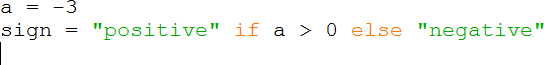 a = -3
sign = "positive" if a > 0 else "negative"